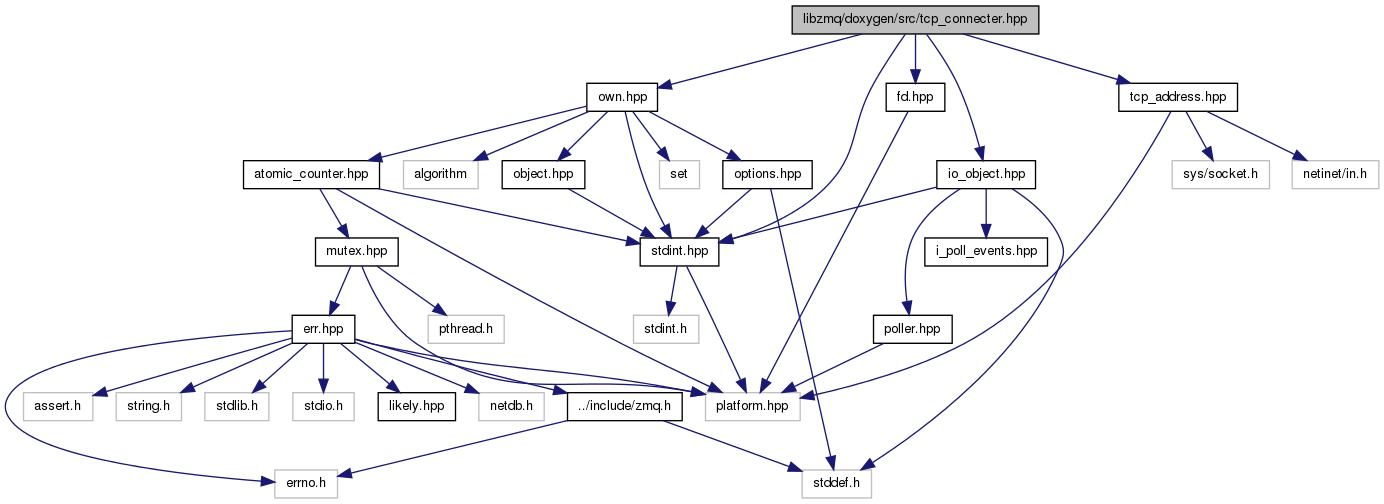 libzmq/doxygen/src/tcp_connecter.hpp
own.hpp
fd.hpp
tcp_address.hpp
atomic_counter.hpp
algorithm
object.hpp
set
options.hpp
io_object.hpp
sys/socket.h
netinet/in.h
mutex.hpp
stdint.hpp
i_poll_events.hpp
err.hpp
pthread.h
stdint.h
poller.hpp
assert.h
string.h
stdlib.h
stdio.h
likely.hpp
netdb.h
../include/zmq.h
platform.hpp
errno.h
stddef.h